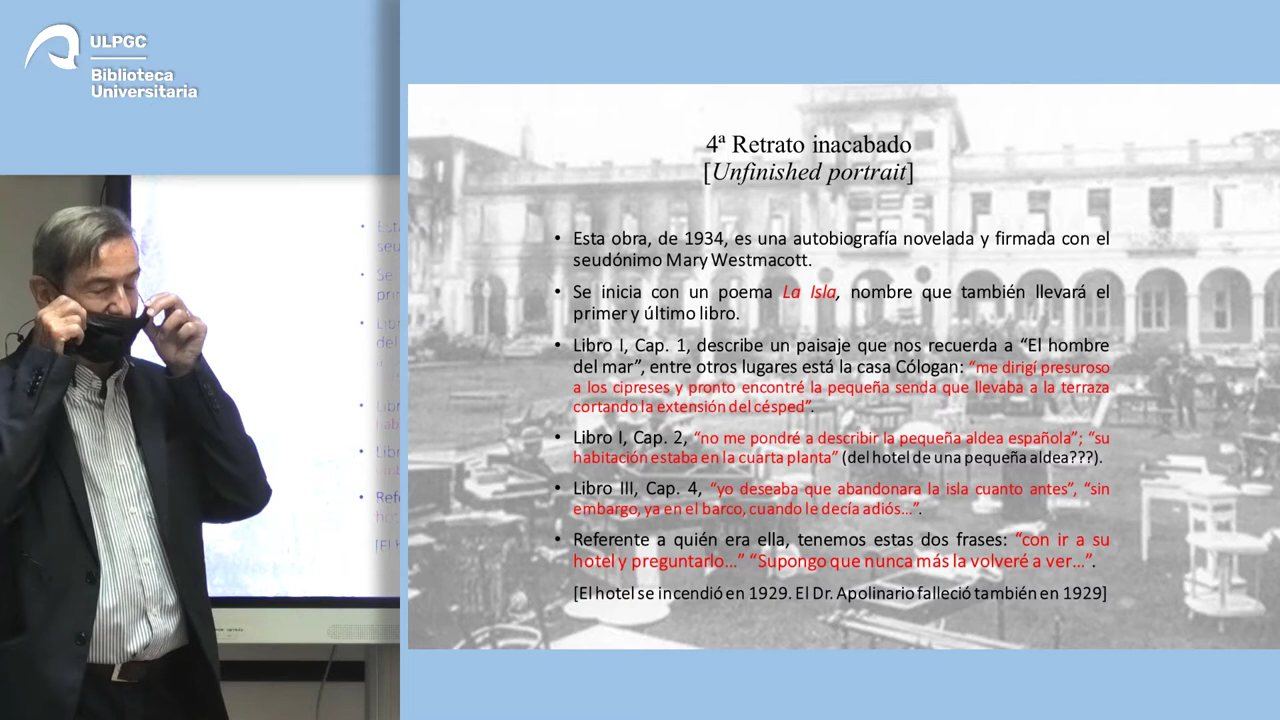 ULPGC
Biblioteca
Universitaria
4ª Retrato inacabado
[Unfinished portrait]
• Esta obra, de 1934, es una autobiografía novelada y firmada con el
seudónimo Mary Westmacott.
• Se inicia con un poema La Isla, nombre que también llevará el
primer y último libro.
• Libro I, Cap. 1, describe un paisaje que nos recuerda a “El hombre
del mar”, entre otros lugares está la casa Cólogan: “me dirigí presuroso
a los cipreses y pronto encontré la pequeña senda que llevaba a la terraza
cortando la extensión del césped”.
• Libro I, Cap. 2, “no me pondré a describir la pequeña aldea española”; “su
habitación estaba en la cuarta planta” (del hotel de una pequeña aldea???).
• Libro III, Cap. 4, “yo deseaba que abandonara la isla cuanto antes”, “sin
embargo, ya en el barco, cuando le decía adiós…”.
• Referente a quién era ella, tenemos estas dos frases: “con ir a su
hotel y preguntarlo…” “Supongo que nunca más la volveré a ver…”.
[El hotel se incendió en 1929. El Dr. Apolinario falleció también en 1929]